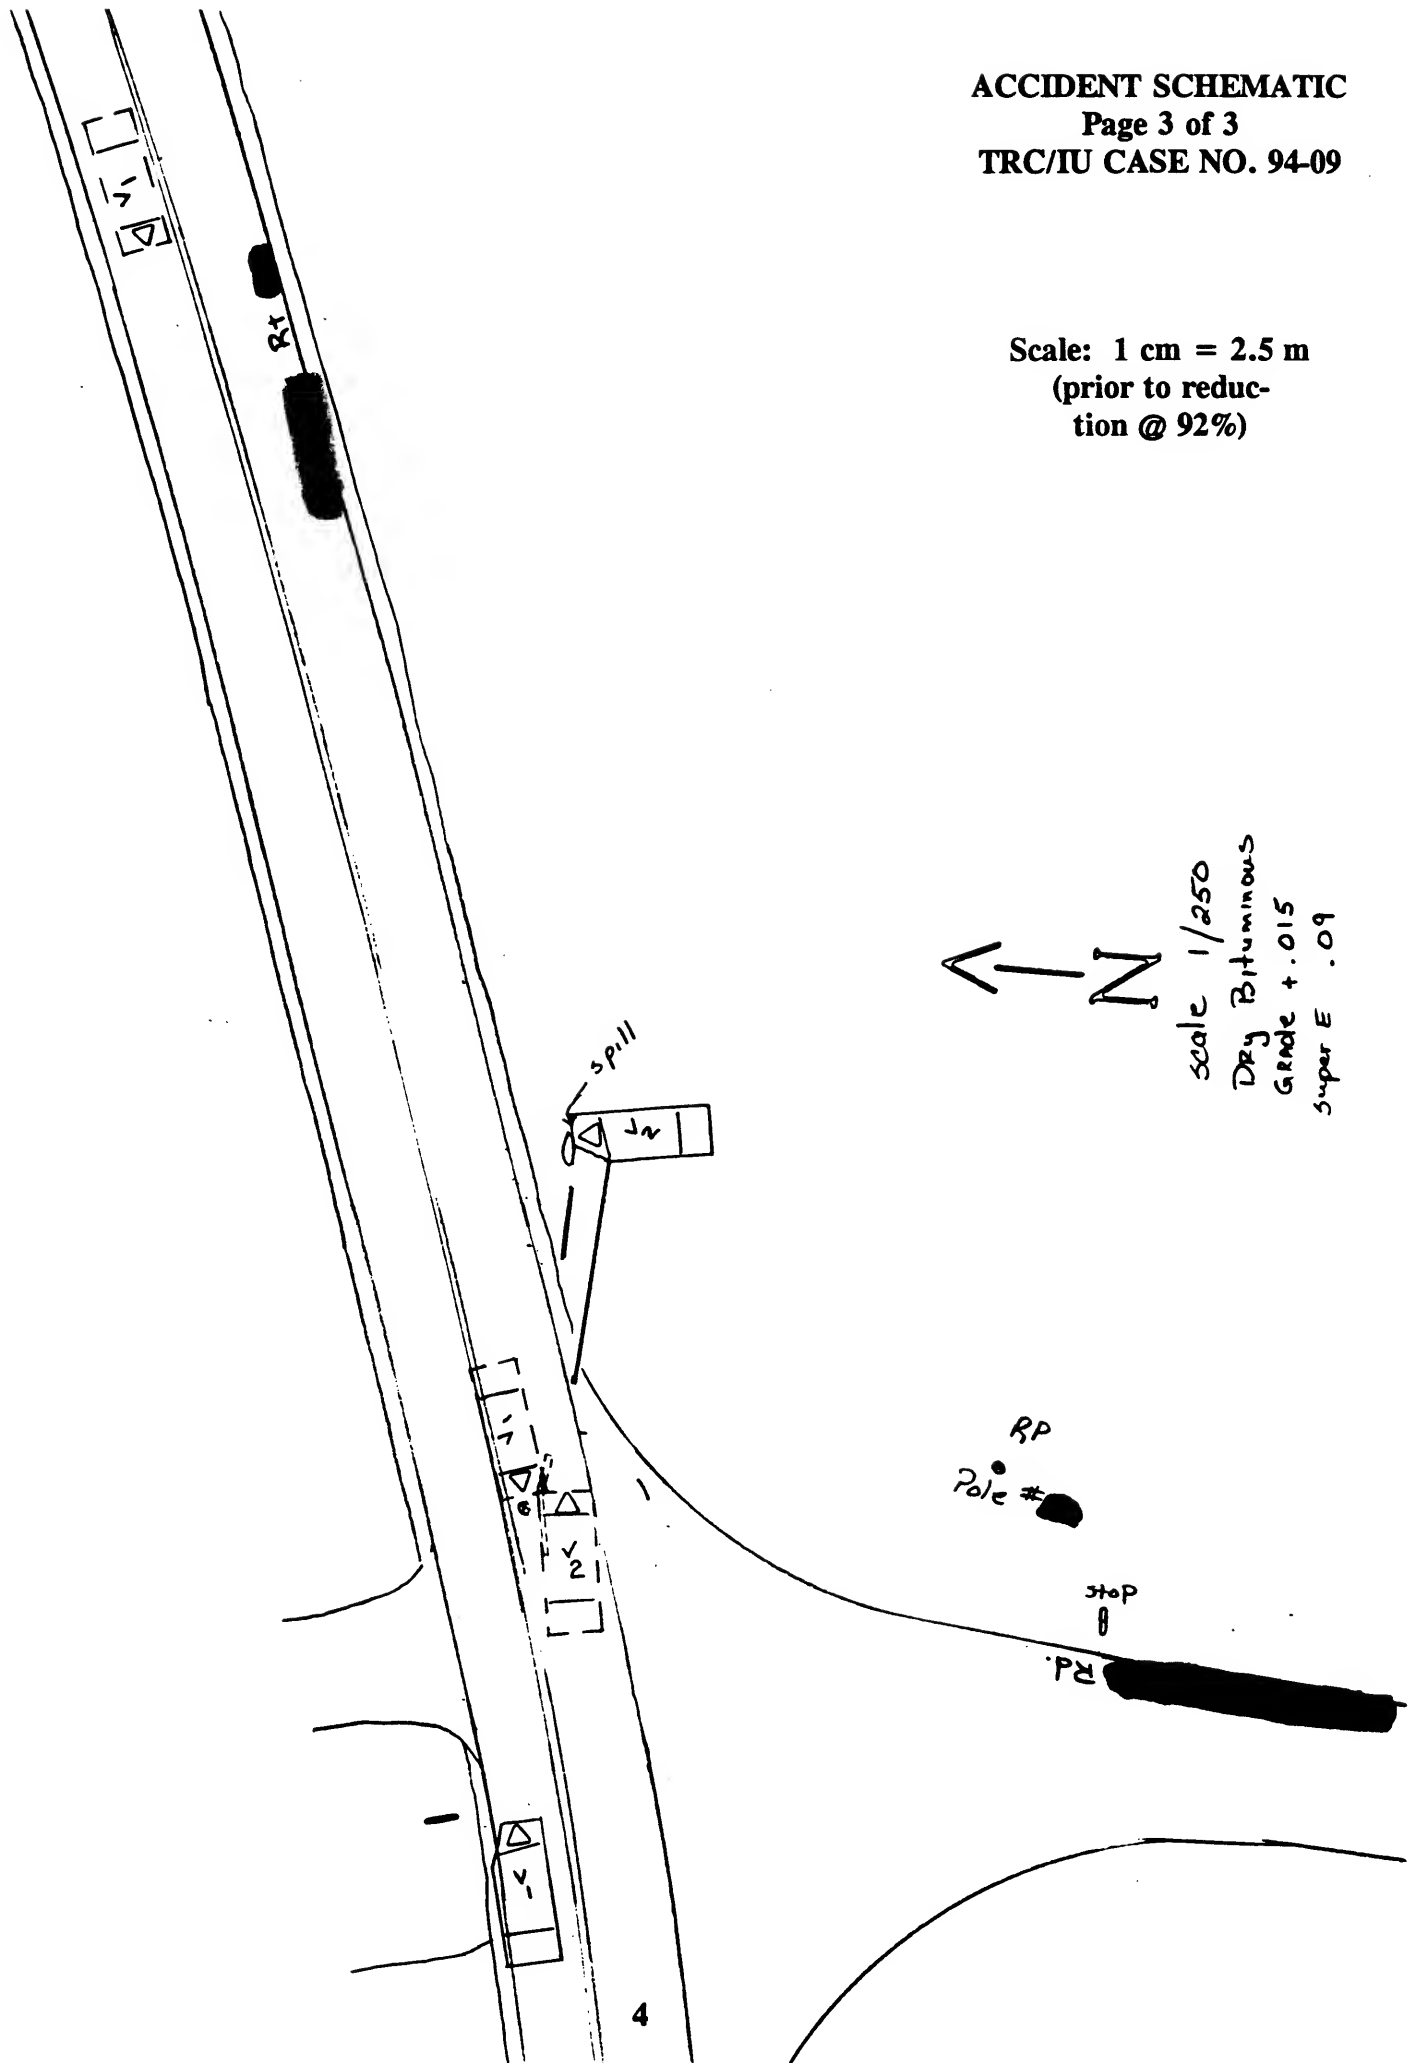 ACCIDENT SCHEMATIC
Page 3 of 3
TRC/IU CASE NO. 94-09
V1
Rt
Scale: 1 cm = 2.5 m
(prior to reduc-
tion @ 92%)
N
scale 1/250
Dry Bituminous
Grade +.015
super E .09
spill
V2
V1
V2
RP
Pole #
stop
Rd.
V1
4